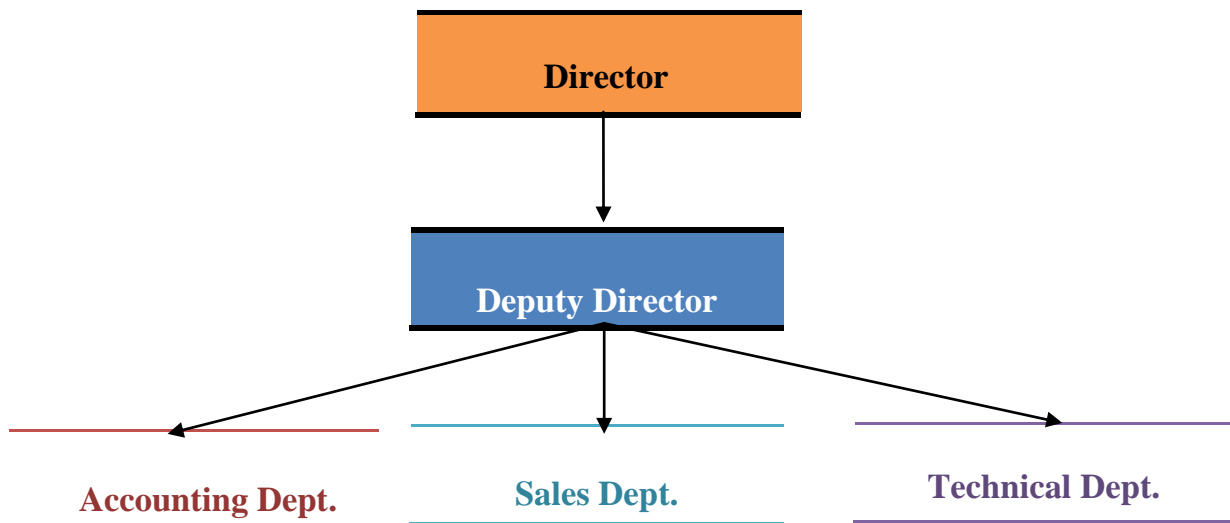 Director
Deputy Director
Accounting Dept.
Sales Dept.
Technical Dept.